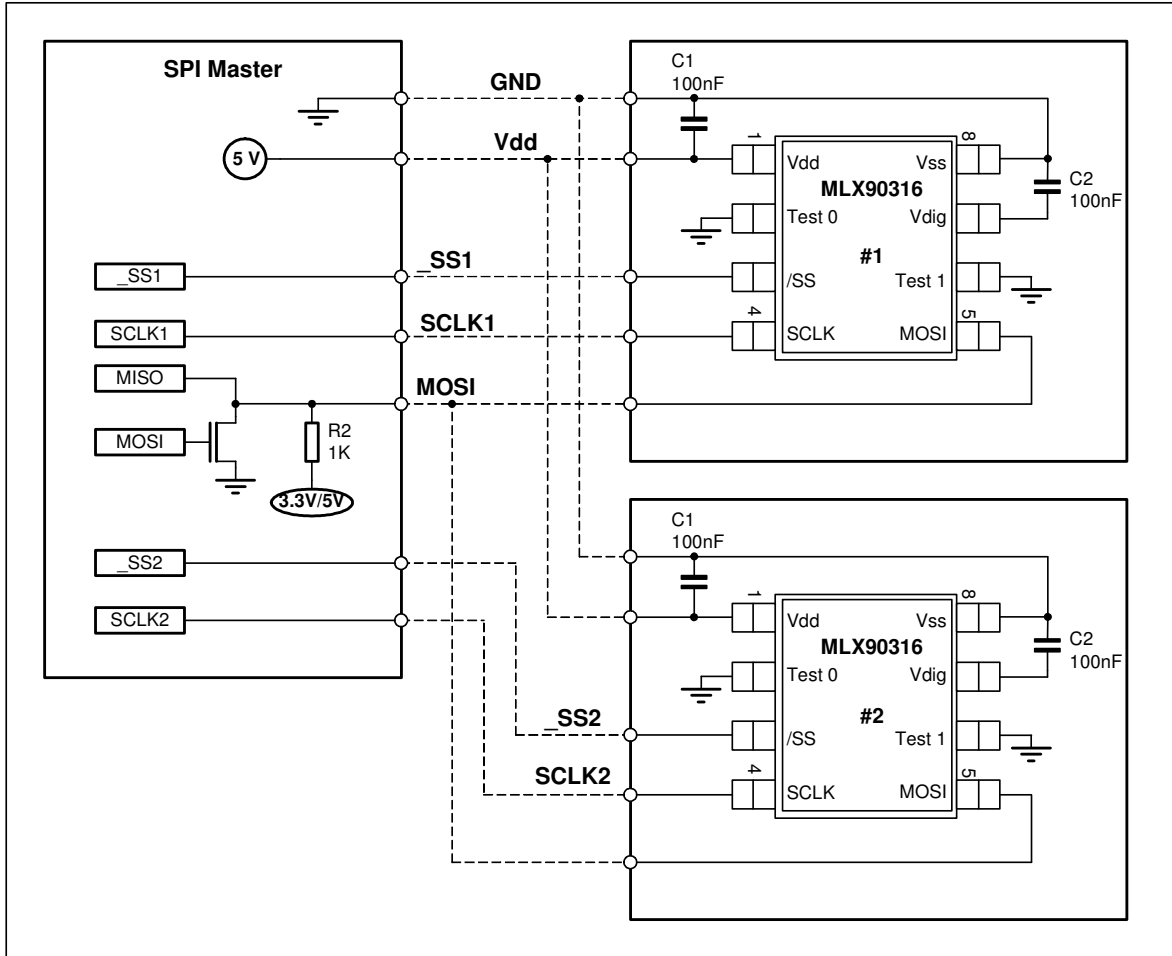 SPI Master
GND
Vdd
5 V
_SS1
_SS1
SCLK1
SCLK1
MISO
MOSI
MOSI
R2
1K
3.3V/5V
_SS2
SCLK2
_SS2
SCLK2
C1
100nF
1
8
Vdd
Vss
MLX90316
C2
100nF
Test 0
Vdig
#1
/SS
Test 1
4
5
SCLK
MOSI
C1
100nF
1
8
Vdd
Vss
MLX90316
C2
100nF
Test 0
Vdig
#2
/SS
Test 1
4
5
SCLK
MOSI